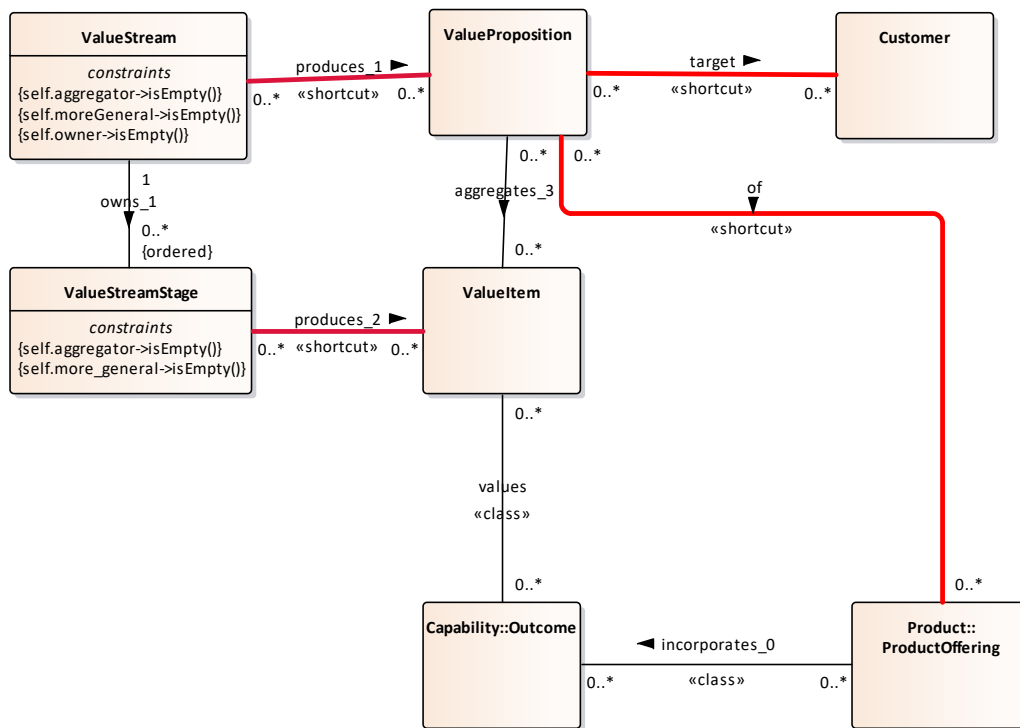 ValueStream
constraints
{self.aggregator->isEmpty()}
{self.moreGeneral->isEmpty()}
{self.owner->isEmpty()}
produces_1
0..*
«shortcut»
0..*
ValueProposition
target
0..*
«shortcut»
0..*
Customer
1
owns_1
0..*
{ordered}
0..*
0..*
aggregates_3
0..*
of
«shortcut»
0..*
ValueStreamStage
constraints
{self.aggregator->isEmpty()}
{self.more_general->isEmpty()}
produces_2
0..*
«shortcut»
0..*
ValueItem
0..*
values
«class»
0..*
Capability::Outcome
incorporates_0
0..*
«class»
0..*
Product::
ProductOffering